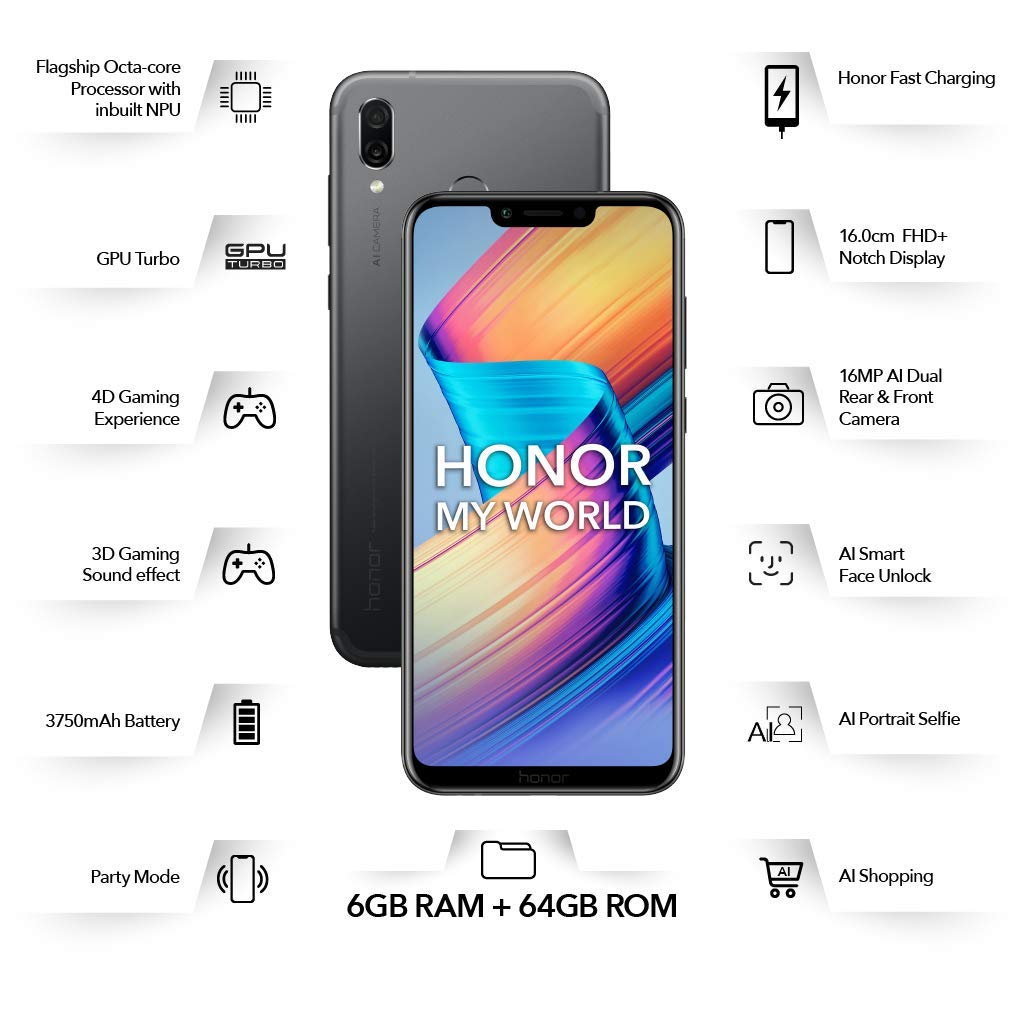 Flagship Octa-core
Processor with
inbuilt NPU
GPU Turbo
GPU
TURBO
4D Gaming
Experience
3D Gaming
Sound effect
3750mAh Battery
Party Mode
AI CAMERA
honor
HONOR
MY WORLD
honor
6GB RAM + 64GB ROM
Honor Fast Charging
16.0cm FHD+
Notch Display
16MP AI Dual
Rear & Front
Camera
AI Smart
Face Unlock
AI
AI Portrait Selfie
AI
AI Shopping